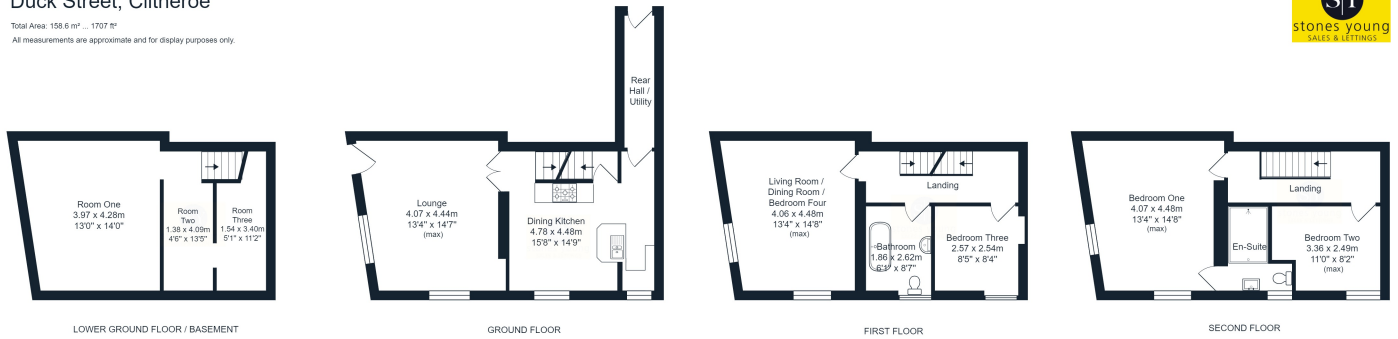 Duck Street, Clitheroe
Total Area: 158.6 m² ... 1707 ft²
All measurements are approximate and for display purposes only.
S|Y
stones young
SALES & LETTINGS
Room One
3.97 x 4.28m
13'0" x 14'0"
Room
Two
1.38 x 4.09m
4'6" x 13'5"
Room
Three
1.54 x 3.40m
5'1" x 11'2"
LOWER GROUND FLOOR / BASEMENT
Rear
Hall /
Utility
Lounge
4.07 x 4.44m
13'4" x 14'7"
(max)
Dining Kitchen
4.78 x 4.48m
15'8" x 14'9"
GROUND FLOOR
Living Room /
Dining Room /
Bedroom Four
4.06 x 4.48m
13'4" x 14'8"
(max)
Landing
Bathroom
1.86 x 2.62m
6'1" x 8'7"
Bedroom Three
2.57 x 2.54m
8'5" x 8'4"
FIRST FLOOR
Bedroom One
4.07 x 4.48m
13'4" x 14'8"
(max)
Landing
En-Suite
Bedroom Two
3.36 x 2.49m
11'0" x 8'2"
(max)
SECOND FLOOR